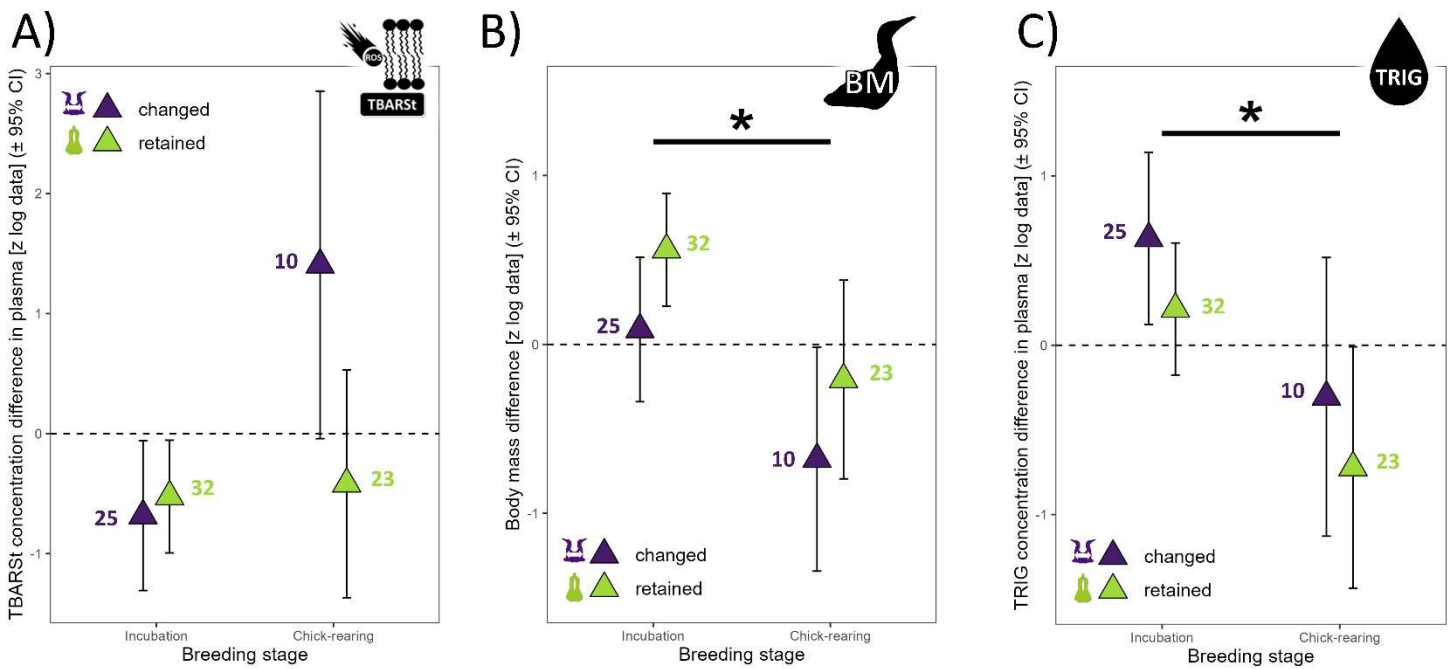 A)
ROS
TBARSt
TBARSt concentration difference in plasma [z log data] (± 95% CI)
3
2
1
0
-1
changed
retained
10
25
32
23
Incubation
Chick-rearing
Breeding stage
B)
BM
*
Body mass difference [z log data] (± 95% CI)
1
0
-1
32
25
23
10
changed
retained
Incubation
Chick-rearing
Breeding stage
C)
TRIG
*
TRIG concentration difference in plasma [z log data] (± 95% CI)
1
0
-1
25
32
10
23
changed
retained
Incubation
Chick-rearing
Breeding stage